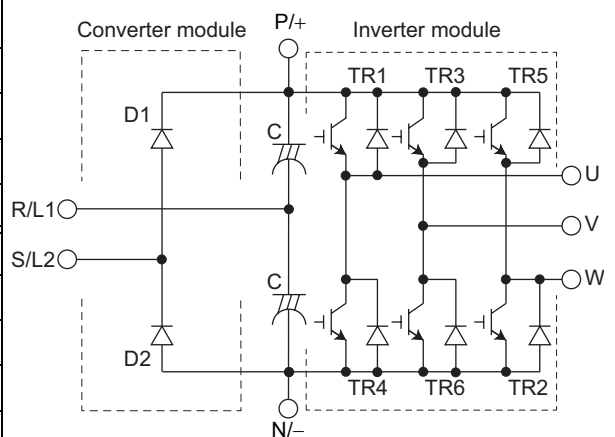 Converter module
P/+
Inverter module
TR1
TR3
TR5
D1
C
U
R/L1
V
S/L2
W
C
D2
TR4
TR6
TR2
N/−